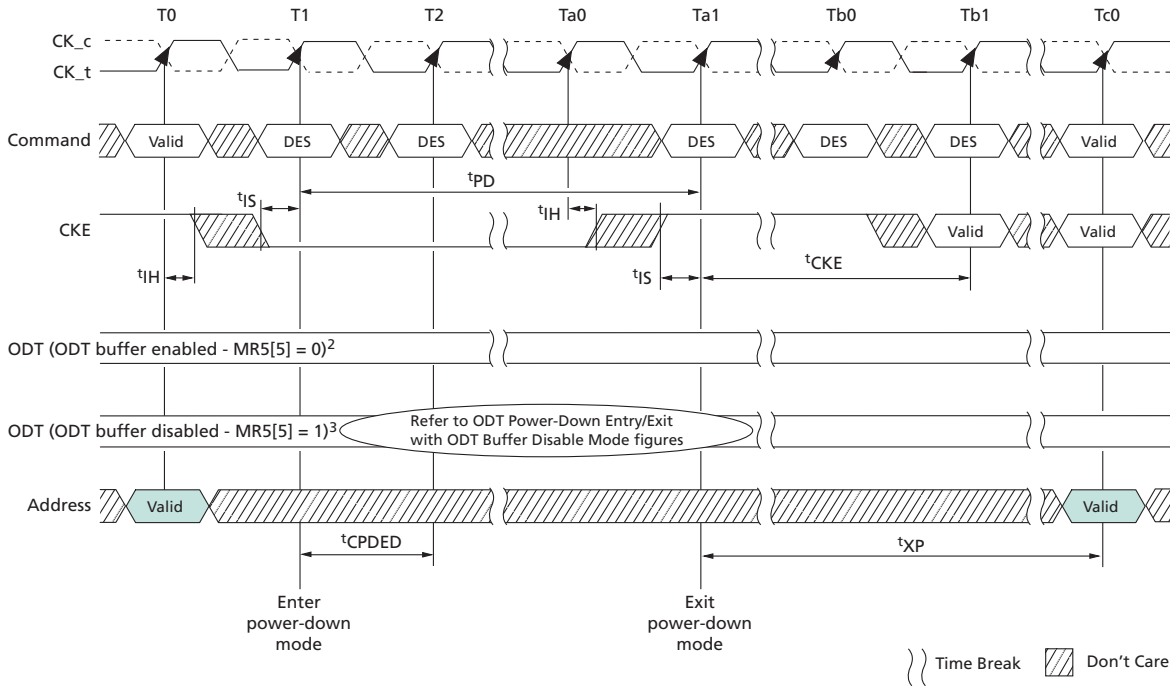 T0 T1 T2 Ta0 Ta1 Tb0 Tb1 Tc0
CK_c
CK_t
Command Valid DES DES DES DES DES Valid
tPD
tIS tIH
CKE Valid Valid
tIH tIS tCKE
ODT (ODT buffer enabled - MR5[5] = 0)2
Refer to ODT Power-Down Entry/Exit
ODT (ODT buffer disabled - MR5[5] = 1)3
with ODT Buffer Disable Mode figures
Address Valid Valid
tCPDED tXP
Enter
power-down
mode
Exit
power-down
mode
Time Break Don't Care